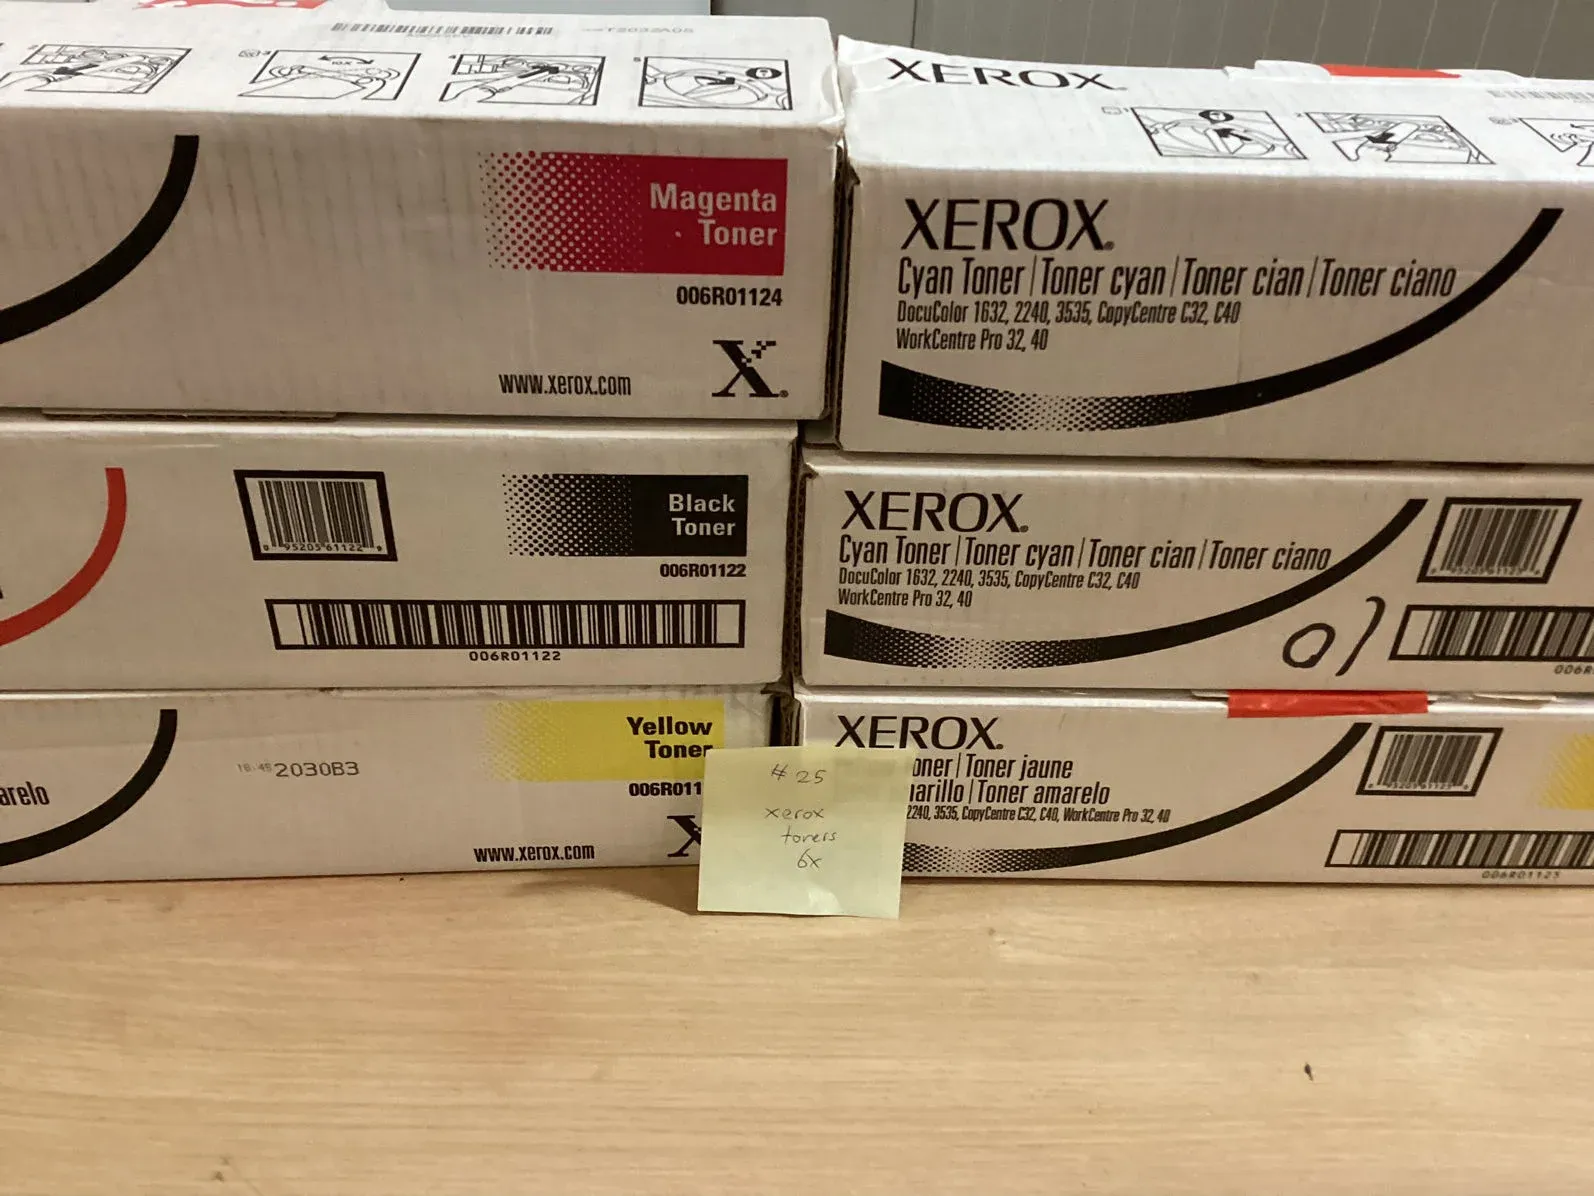 Magenta
Toner
006R01124
www.xerox.com
X
XEROX
XEROX
Cyan Toner | Toner cyan | Toner cian | Toner ciano
DocuColor 1632, 2240, 3535, CopyCentre C32, C40
WorkCentre Pro 32, 40
Black
Toner
006R01122
006R01122
XEROX
Cyan Toner | Toner cyan | Toner cian | Toner ciano
DocuColor 1632, 2240, 3535, CopyCentre C32, C40
WorkCentre Pro 32, 40
006R
arelo
2030B3
Yellow
Toner
006R011
www.xerox.com
X
XEROX
oner | Toner jaune
arillo | Toner amarelo
2240, 3535, CopyCentre C32, C40, WorkCentre Pro 32, 40
006R01125
# 25
xerox
toners
6x